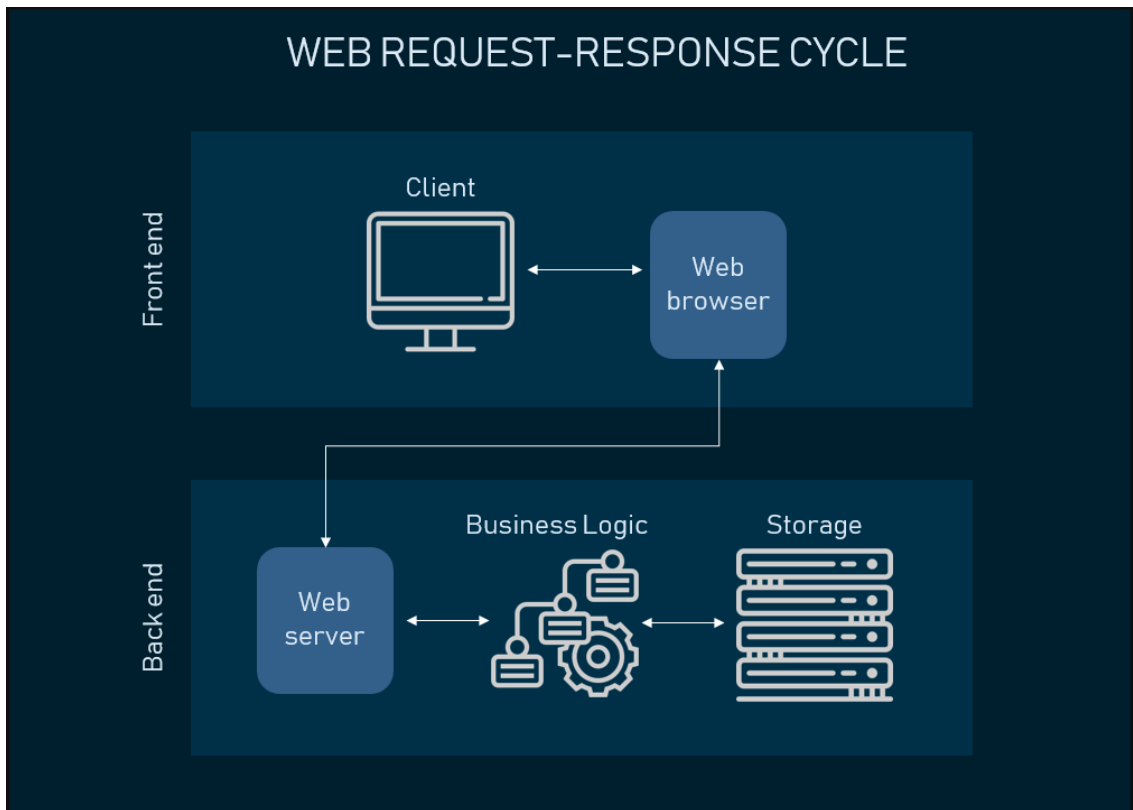 WEB REQUEST-RESPONSE CYCLE
Front end
Client
Web
browser
Back end
Web
server
Business Logic
Storage